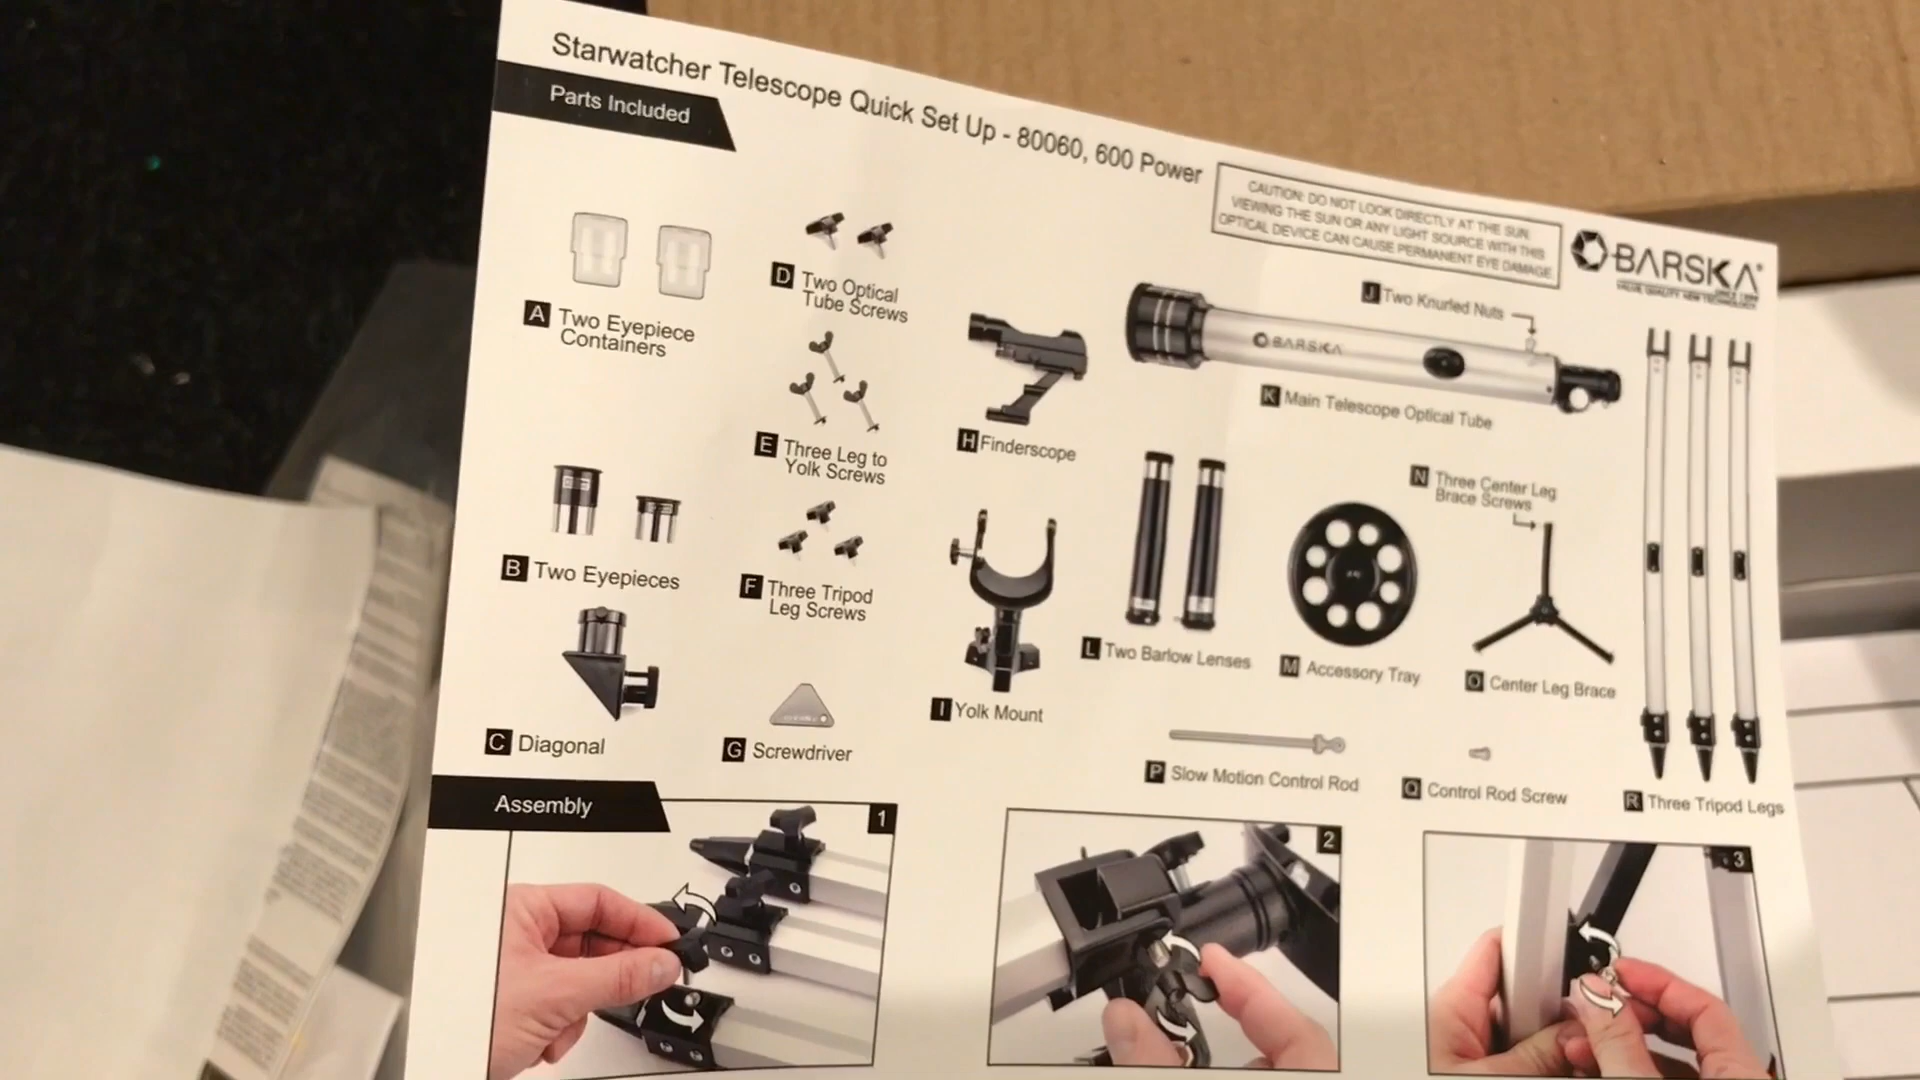 Starwatcher Telescope Quick Set Up - 80060, 600 Power
Parts Included
CAUTION: DO NOT LOOK DIRECTLY AT THE SUN.
VIEWING THE SUN OR ANY LIGHT SOURCE WITH THIS
OPTICAL DEVICE CAN CAUSE PERMANENT EYE DAMAGE.
BARSKA
A Two Eyepiece
Containers
D Two Optical
Tube Screws
J Two Knurled Nuts
BARSKA
K Main Telescope Optical Tube
E Three Leg to
Yolk Screws
H Finderscope
N Three Center Leg
Brace Screws
B Two Eyepieces
F Three Tripod
Leg Screws
L Two Barlow Lenses
M Accessory Tray
O Center Leg Brace
C Diagonal
G Screwdriver
I Yolk Mount
P Slow Motion Control Rod
Q Control Rod Screw
R Three Tripod Legs
Assembly
1
2
3